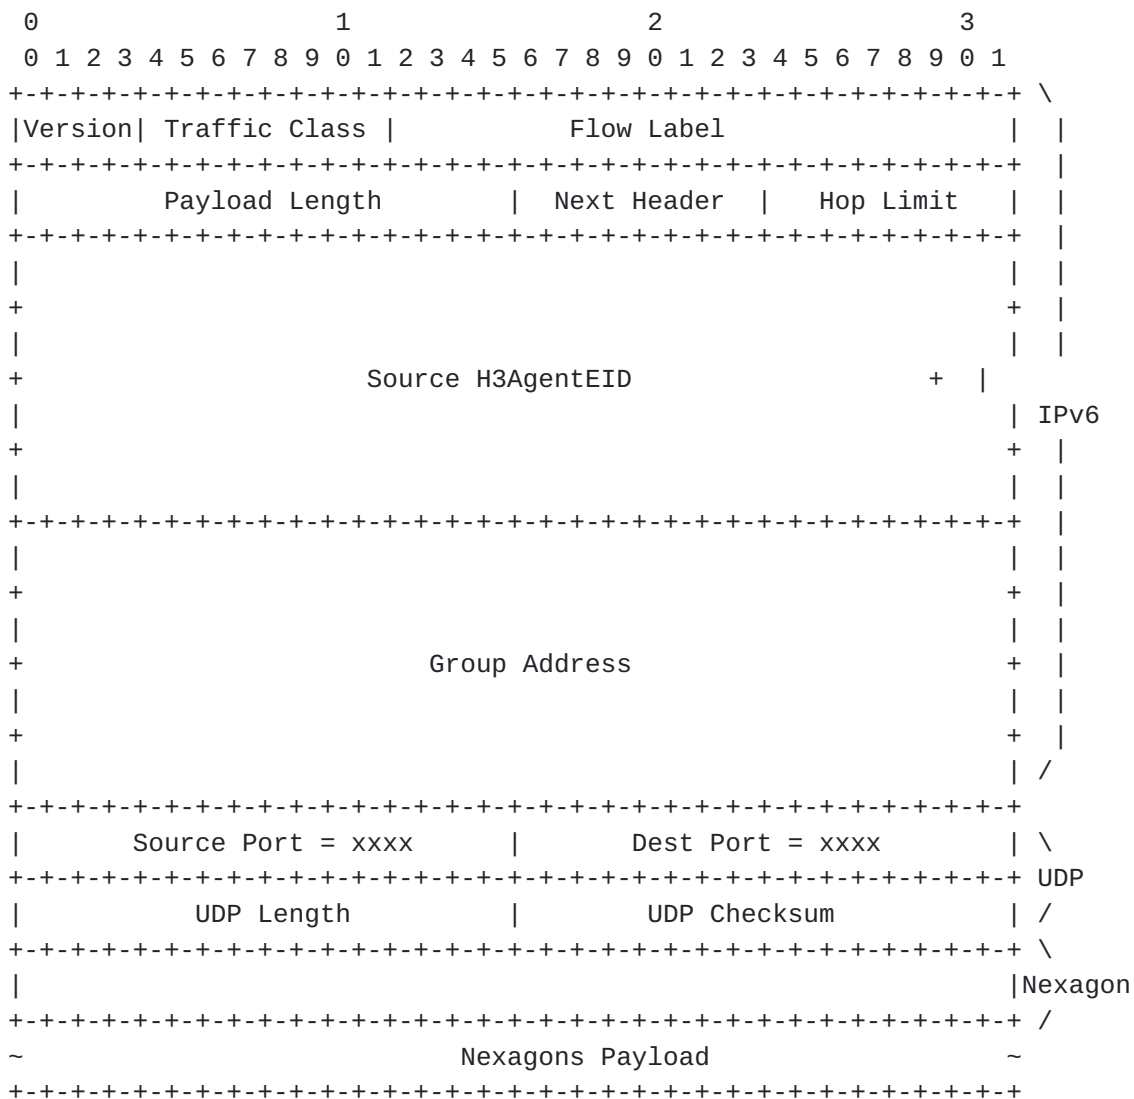 0                   1                   2                   3
 0 1 2 3 4 5 6 7 8 9 0 1 2 3 4 5 6 7 8 9 0 1 2 3 4 5 6 7 8 9 0 1
+-+-+-+-+-+-+-+-+-+-+-+-+-+-+-+-+-+-+-+-+-+-+-+-+-+-+-+-+-+-+-+-+ \
|Version| Traffic Class |           Flow Label                  |  |
+-+-+-+-+-+-+-+-+-+-+-+-+-+-+-+-+-+-+-+-+-+-+-+-+-+-+-+-+-+-+-+-+  |
|         Payload Length        |  Next Header  |   Hop Limit   |  |
+-+-+-+-+-+-+-+-+-+-+-+-+-+-+-+-+-+-+-+-+-+-+-+-+-+-+-+-+-+-+-+-+  |
|                                                               |  |
+                                                               +  |
|                                                               |  |
+                      Source H3AgentEID                   +  |
|                                                               | IPv6
+                                                               +  |
|                                                               |  |
+-+-+-+-+-+-+-+-+-+-+-+-+-+-+-+-+-+-+-+-+-+-+-+-+-+-+-+-+-+-+-+-+  |
|                                                               |  |
+                                                               +  |
|                                                               |  |
+                          Group Address                        +  |
|                                                               |  |
+                                                               +  |
|                                                               | /
+-+-+-+-+-+-+-+-+-+-+-+-+-+-+-+-+-+-+-+-+-+-+-+-+-+-+-+-+-+-+-+-+
|       Source Port = xxxx      |       Dest Port = xxxx        | \
+-+-+-+-+-+-+-+-+-+-+-+-+-+-+-+-+-+-+-+-+-+-+-+-+-+-+-+-+-+-+-+-+ UDP
|           UDP Length          |        UDP Checksum           | /
+-+-+-+-+-+-+-+-+-+-+-+-+-+-+-+-+-+-+-+-+-+-+-+-+-+-+-+-+-+-+-+-+ \
|                                                               |Nexagon
+-+-+-+-+-+-+-+-+-+-+-+-+-+-+-+-+-+-+-+-+-+-+-+-+-+-+-+-+-+-+-+-+ /
~                            Nexagons Payload                   ~
+-+-+-+-+-+-+-+-+-+-+-+-+-+-+-+-+-+-+-+-+-+-+-+-+-+-+-+-+-+-+-+-+